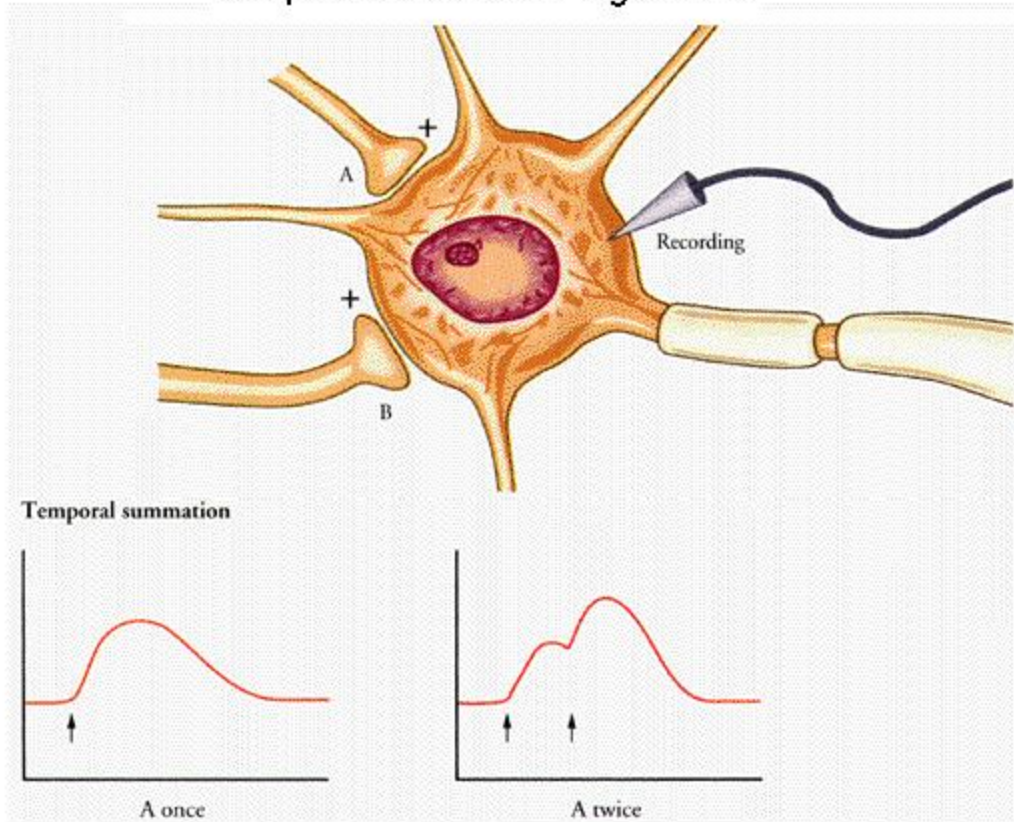 +
A
Recording
+
B
Temporal summation
A once
A twice